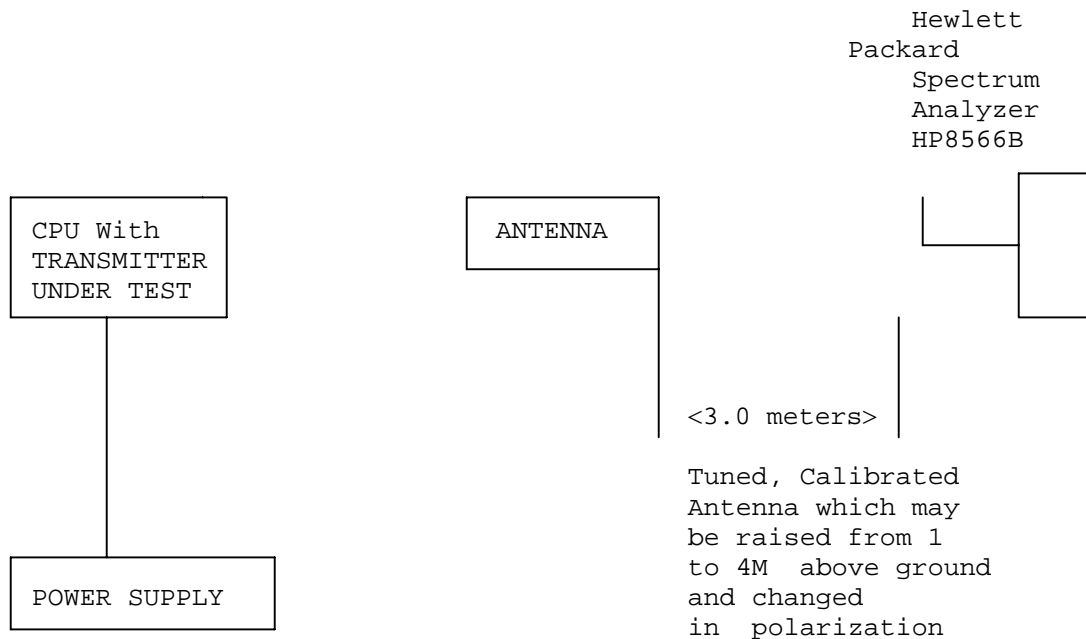 Hewlett
Packard
Spectrum
Analyzer
HP8566B
CPU With
TRANSMITTER
UNDER TEST
ANTENNA
<3.0 meters>
Tuned, Calibrated
Antenna which may
be raised from 1
to 4M above ground
and changed
in polarization
POWER SUPPLY